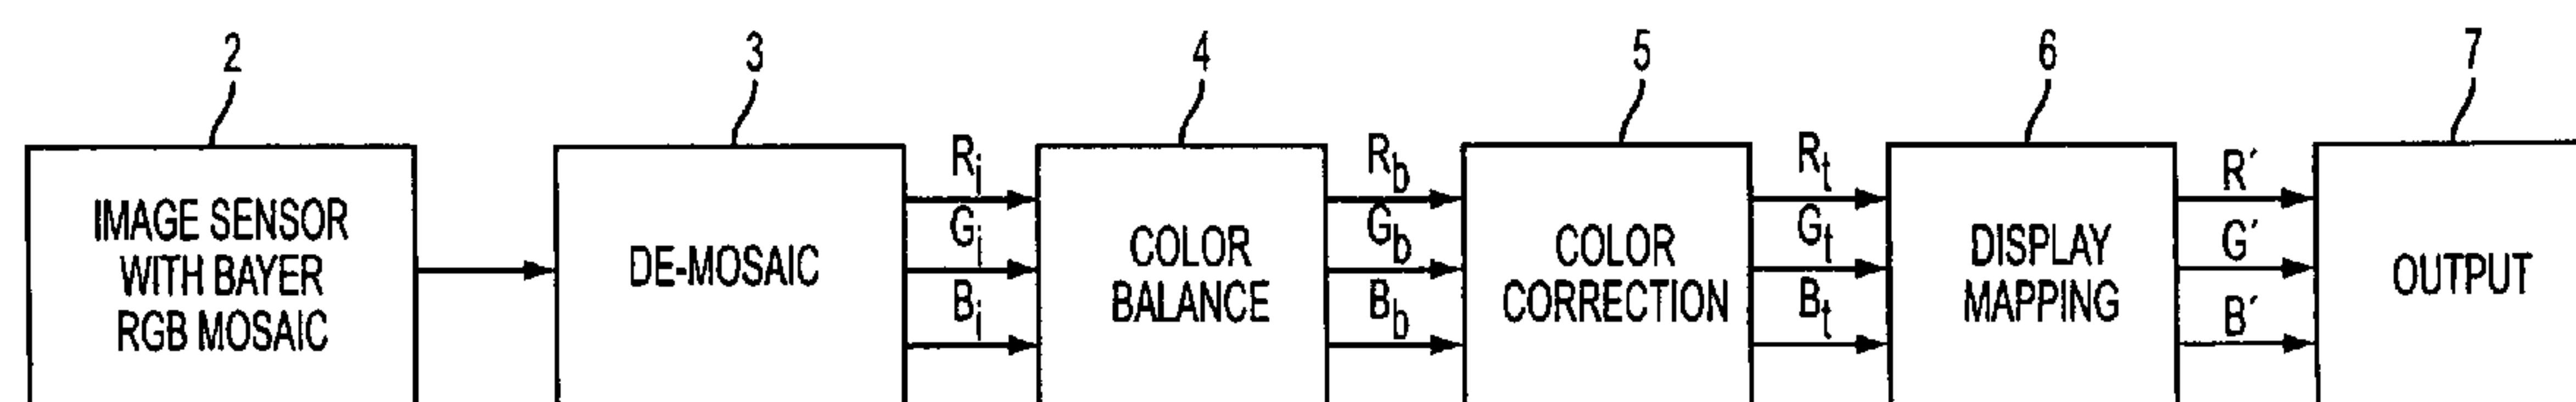 2 3 4 5 6 7
IMAGE SENSOR
WITH BAYER
RGB MOSAIC
DE-MOSAIC
Ri
Gi
Bi
COLOR
BALANCE
Rb
Gb
Bb
COLOR
CORRECTION
Rt
Gt
Bt
DISPLAY
MAPPING
R′
G′
B′
OUTPUT